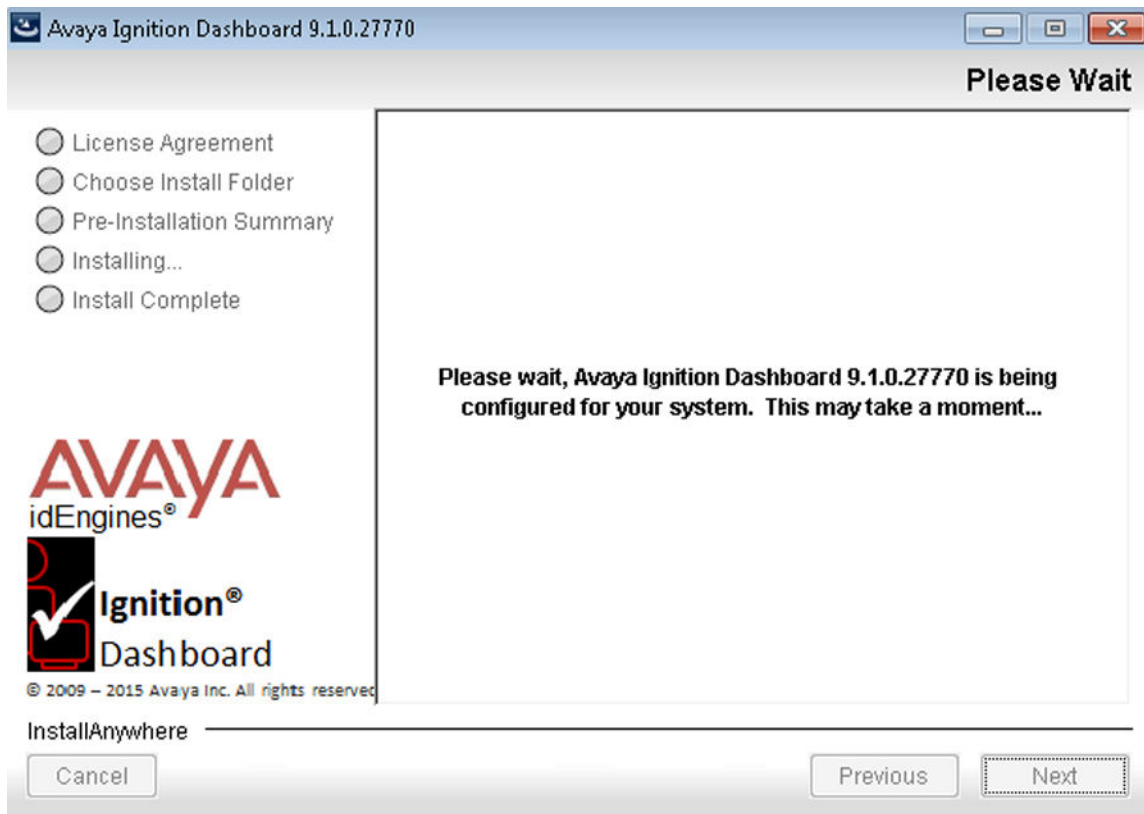 Avaya Ignition Dashboard 9.1.0.27770
Please Wait
License Agreement
Choose Install Folder
Pre-Installation Summary
Installing...
Install Complete
Please wait, Avaya Ignition Dashboard 9.1.0.27770 is being
configured for your system. This may take a moment...
AVAYA
idEngines®
Ignition®
Dashboard
© 2009 – 2015 Avaya Inc. All rights reserved
InstallAnywhere
Cancel
Previous
Next